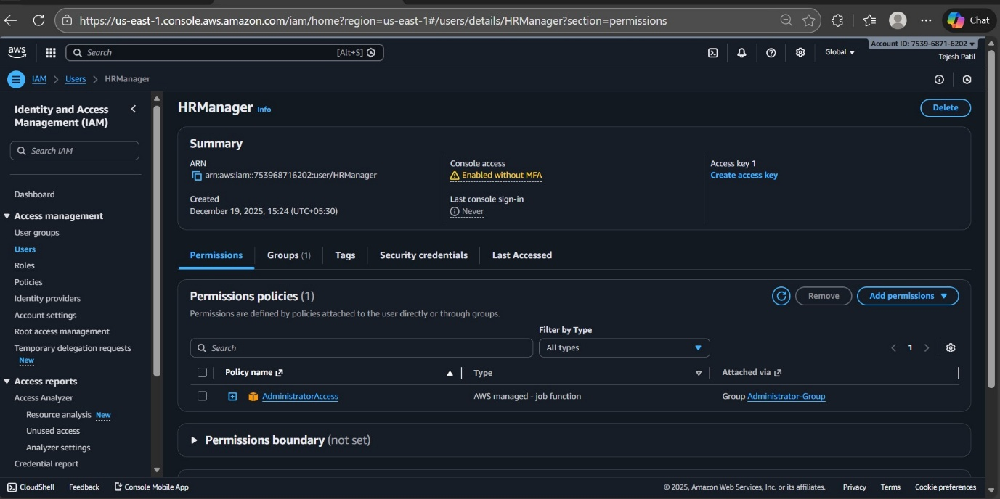 https://us-east-1.console.aws.amazon.com/iam/home?region=us-east-1#/users/details/HRManager?section=permissions
Chat
aws
Search [Alt+S]
Global
Account ID: 7539-6871-6202
Tejesh Patil
IAM > Users > HRManager
Identity and Access
Management (IAM)
Search IAM
Dashboard
Access management
User groups
Users
Roles
Policies
Identity providers
Account settings
Root access management
Temporary delegation requests
New
Access reports
Access Analyzer
Resource analysis New
Unused access
Analyzer settings
Credential report
HRManager Info
Delete
Summary
ARN
arn:aws:iam::753968716202:user/HRManager
Created
December 19, 2025, 15:24 (UTC+05:30)
Console access
Enabled without MFA
Last console sign-in
Never
Access key 1
Create access key
Permissions
Groups (1)
Tags
Security credentials
Last Accessed
Permissions policies (1)
Permissions are defined by policies attached to the user directly or through groups.
Remove
Add permissions
Filter by Type
Search
All types
1
Policy name
Type
Attached via
AdministratorAccess
AWS managed - job function
Group Administrator-Group
Permissions boundary (not set)
CloudShell
Feedback
Console Mobile App
© 2025, Amazon Web Services, Inc. or its affiliates.
Privacy
Terms
Cookie preferences